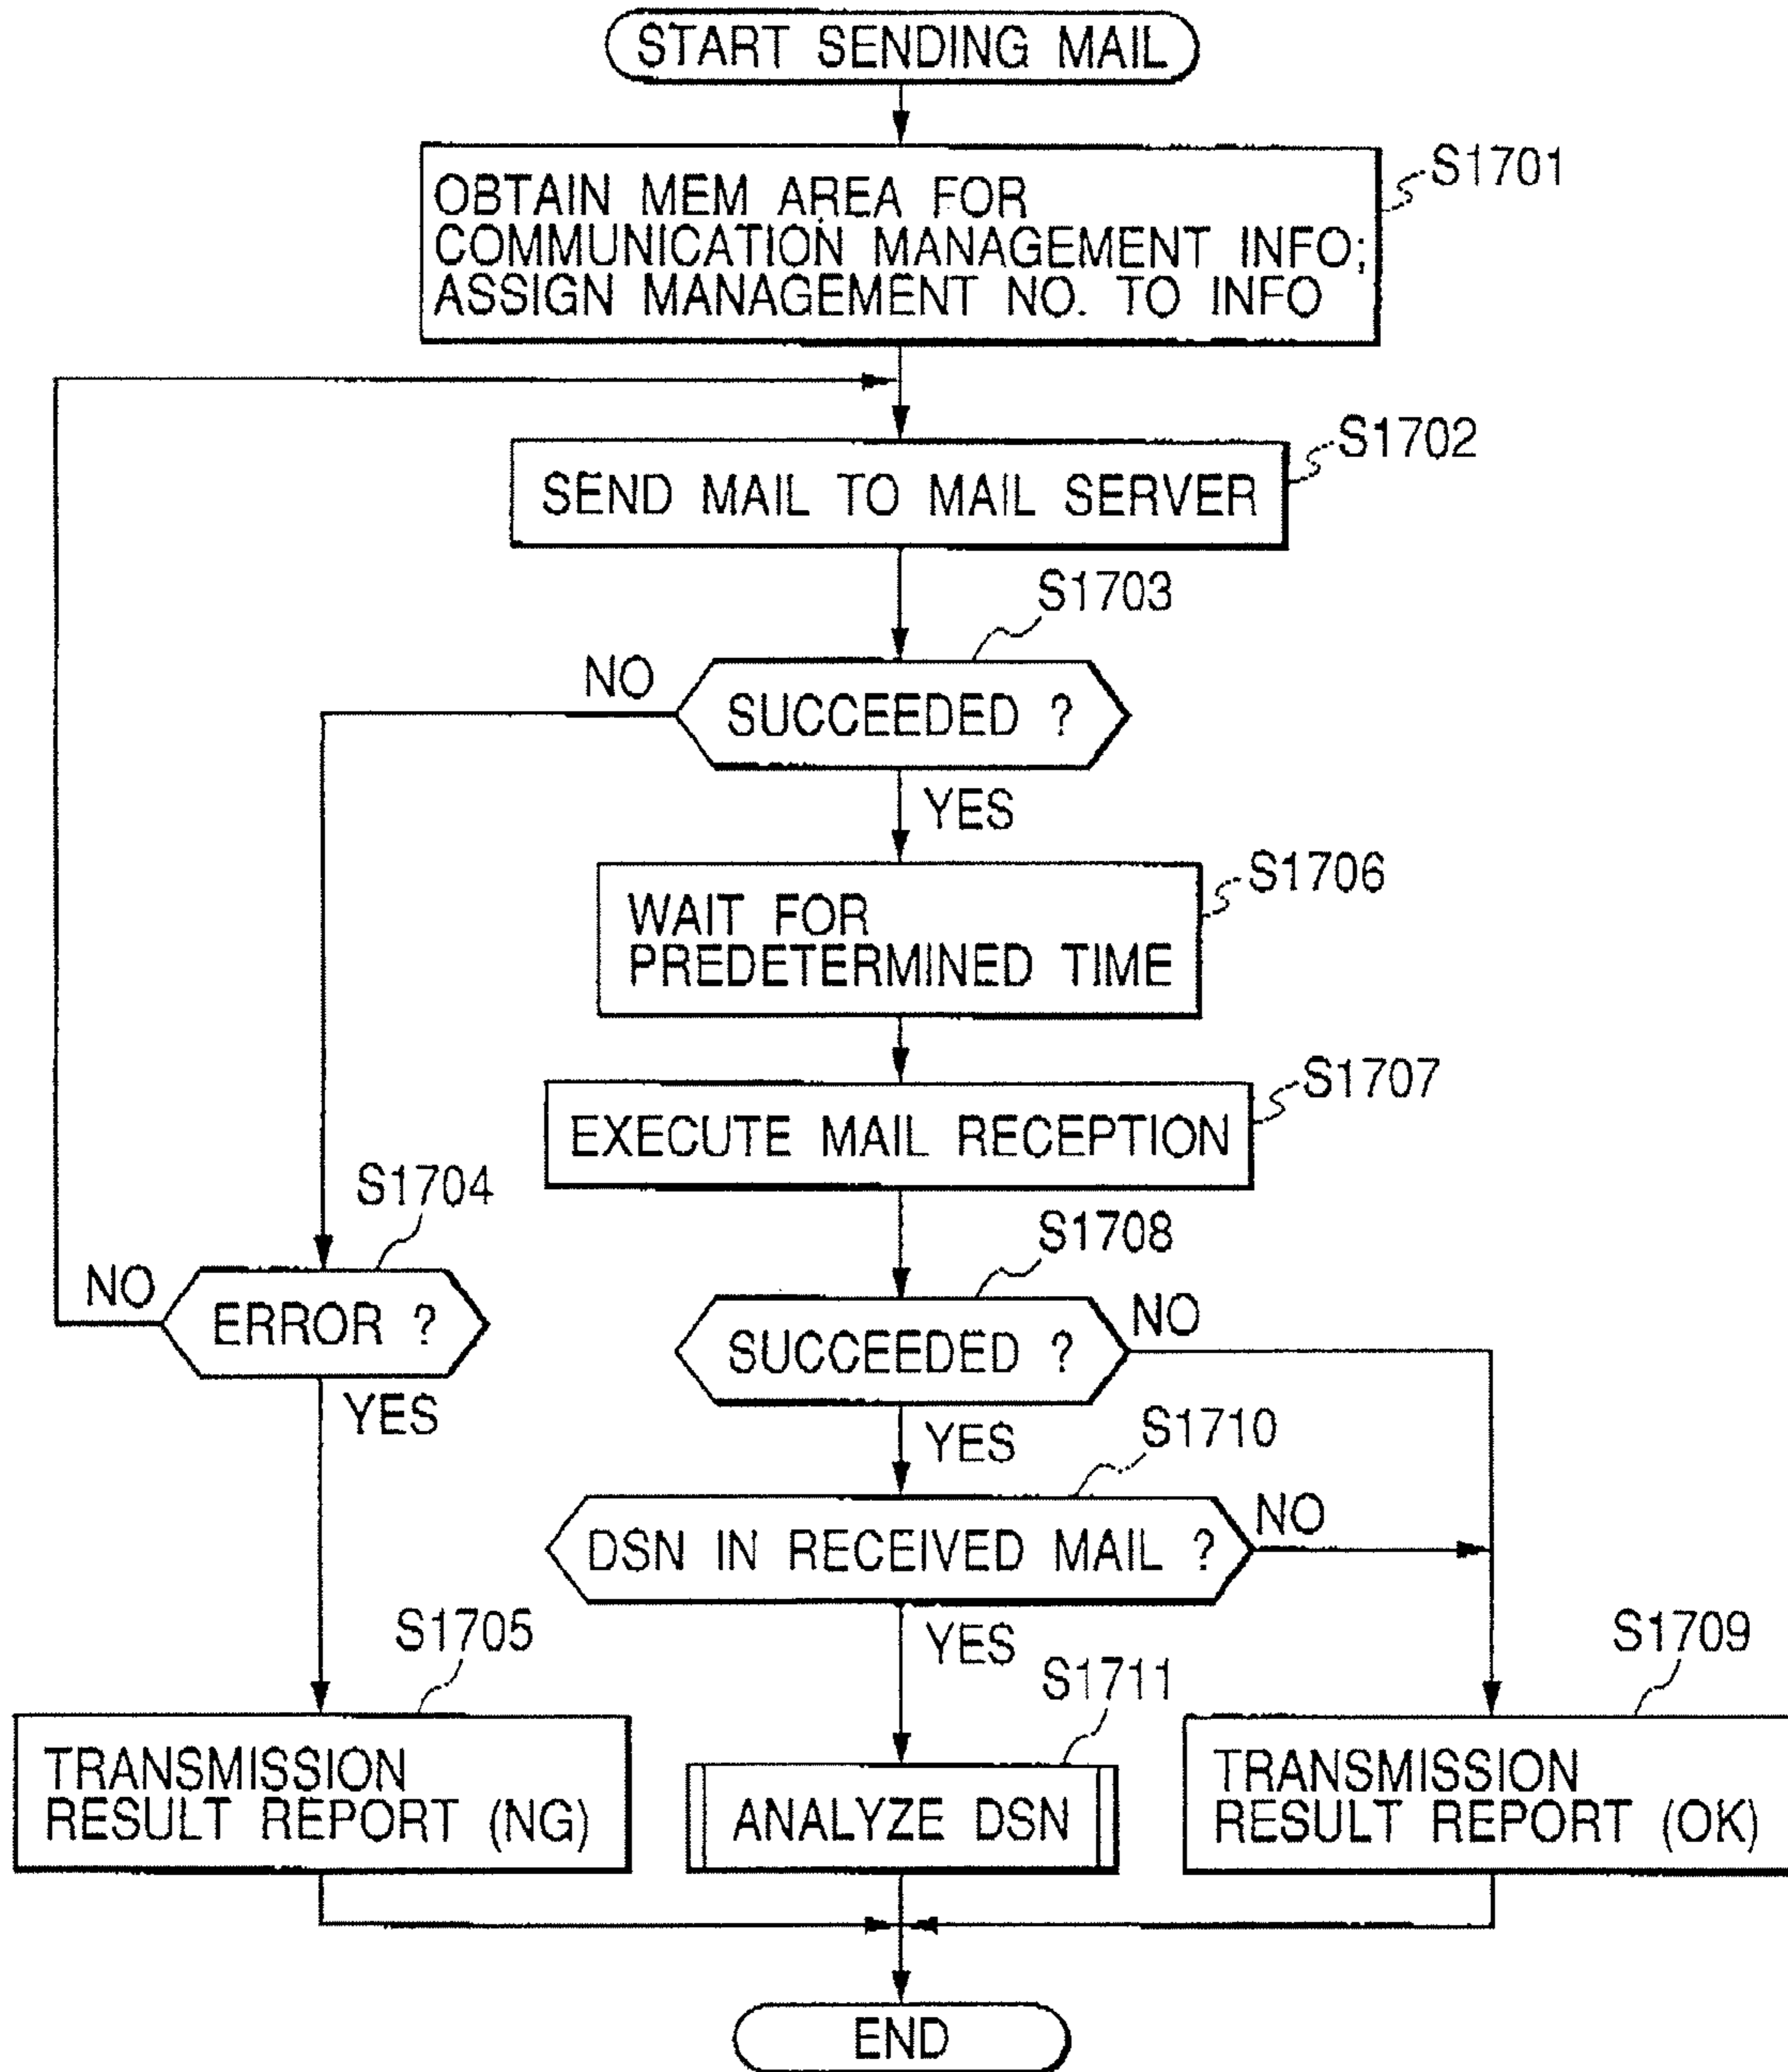 START SENDING MAIL
S1701
OBTAIN MEM AREA FOR
COMMUNICATION MANAGEMENT INFO;
ASSIGN MANAGEMENT NO. TO INFO
S1702
SEND MAIL TO MAIL SERVER
S1703
NO
SUCCEEDED ?
YES
S1706
WAIT FOR
PREDETERMINED TIME
S1707
EXECUTE MAIL RECEPTION
S1704
NO
ERROR ?
YES
S1708
SUCCEEDED ?
NO
YES
S1710
DSN IN RECEIVED MAIL ?
NO
YES
S1705
TRANSMISSION
RESULT REPORT (NG)
S1711
ANALYZE DSN
S1709
TRANSMISSION
RESULT REPORT (OK)
END